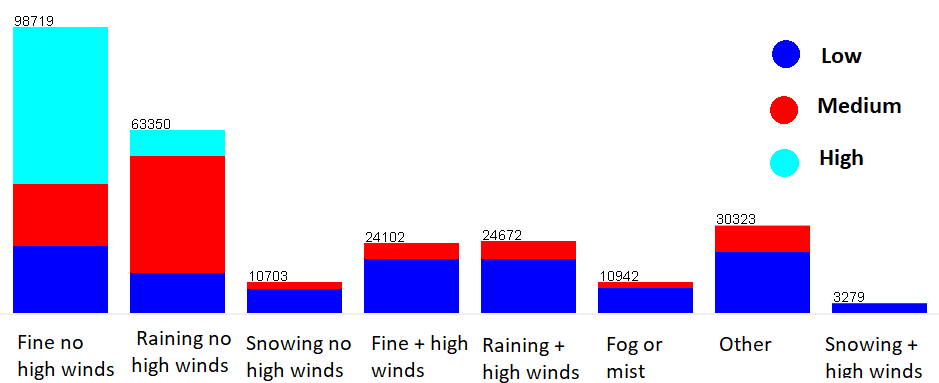 98719
63350
10703
24102
24672
10942
30323
3279
Low
Medium
High
Fine no
high winds
Raining no
high winds
Snowing no
high winds
Fine + high
winds
Raining +
high winds
Fog or
mist
Other
Snowing +
high winds